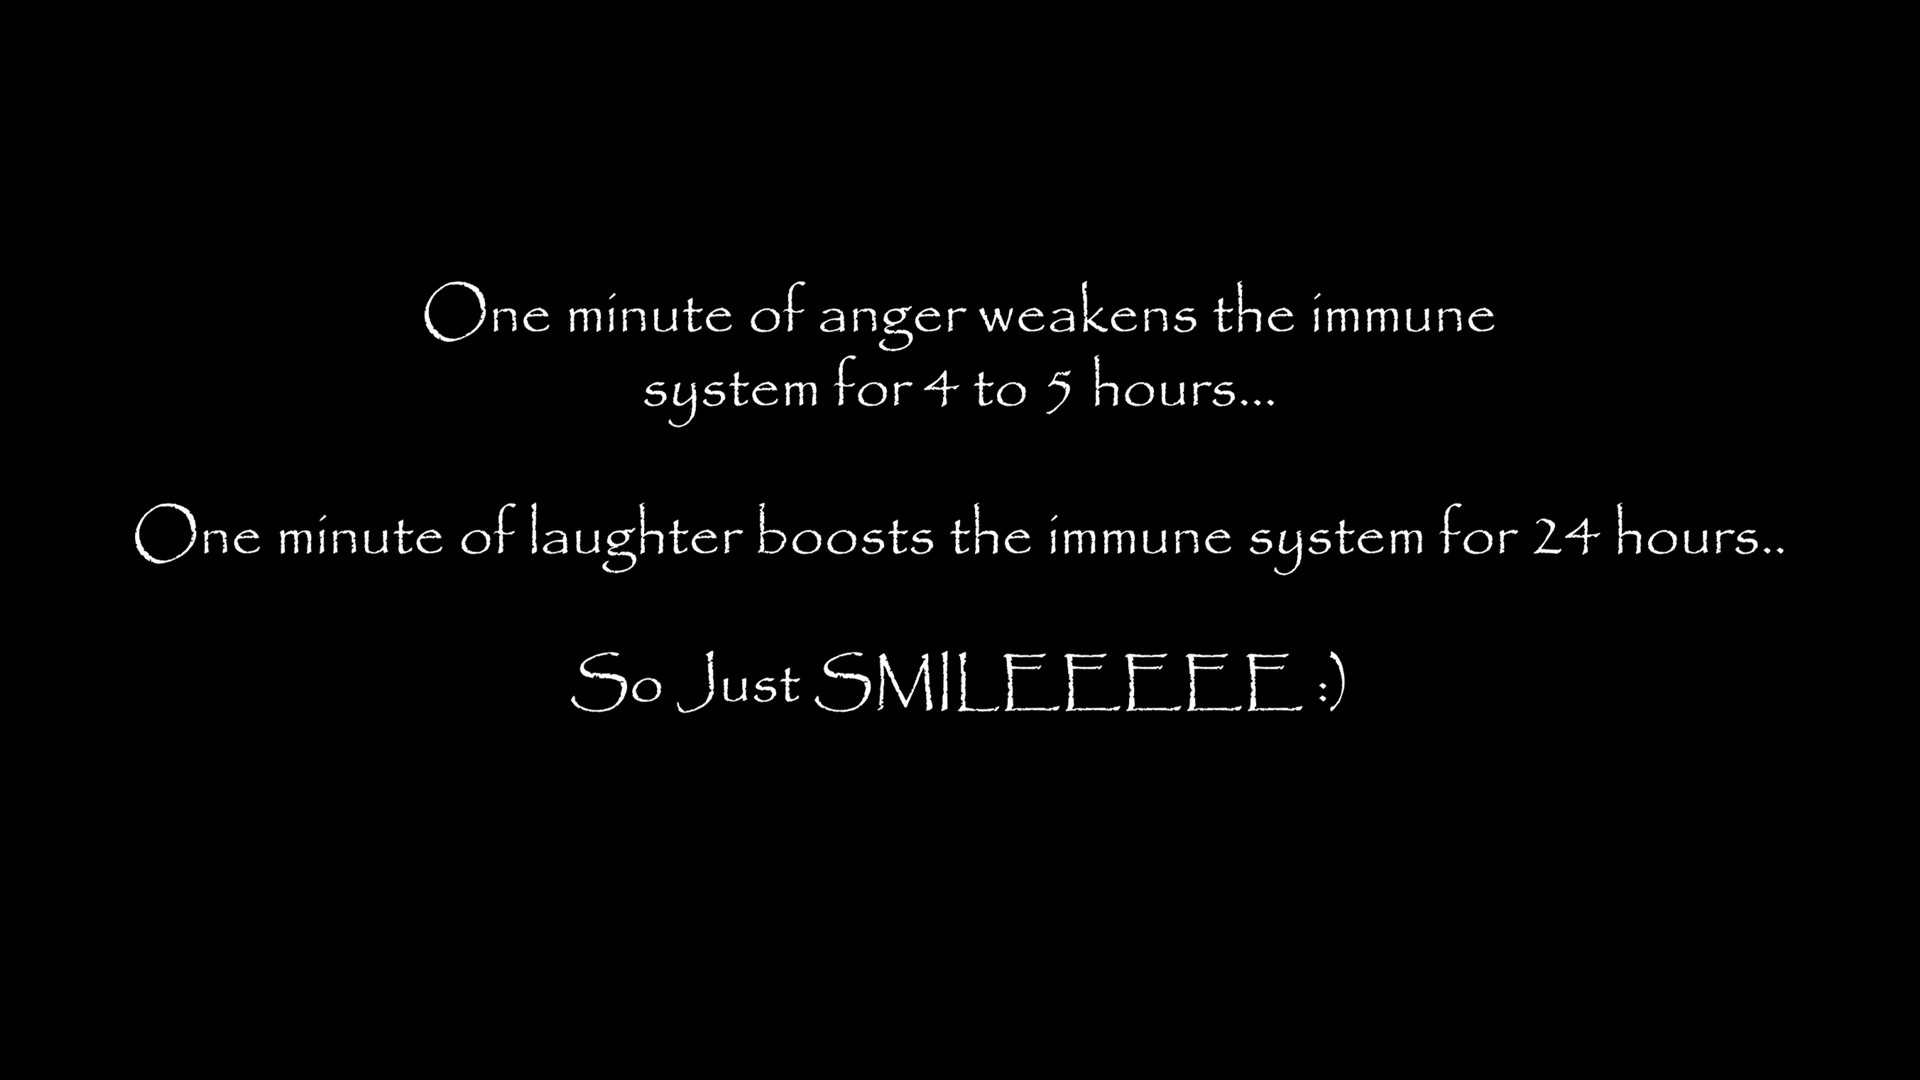 One minute of anger weakens the immune
system for 4 to 5 hours...
One minute of laughter boosts the immune system for 24 hours..
So Just SMILEEEEE :)